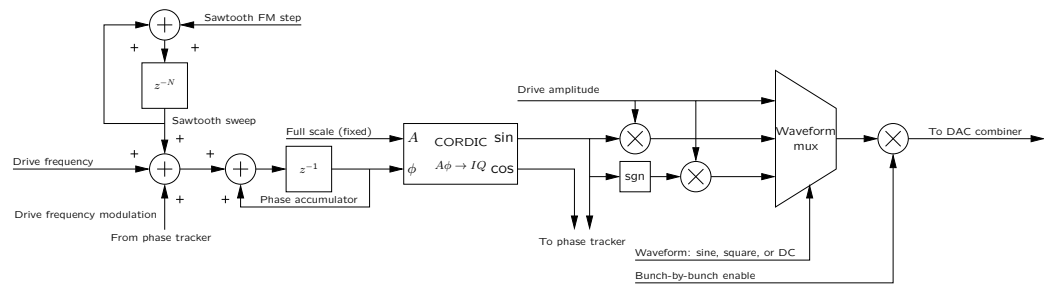 Sawtooth FM step
+
+ +
z^{-N}
Sawtooth sweep
+
Drive frequency
+
+
+
Full scale (fixed)
z^{-1}
+
+
+
Phase accumulator
Drive frequency modulation
From phase tracker
A
CORDIC
sin
ϕ
Aϕ → IQ
cos
To phase tracker
Drive amplitude
×
sgn
×
Waveform
mux
×
To DAC combiner
Waveform: sine, square, or DC
Bunch-by-bunch enable